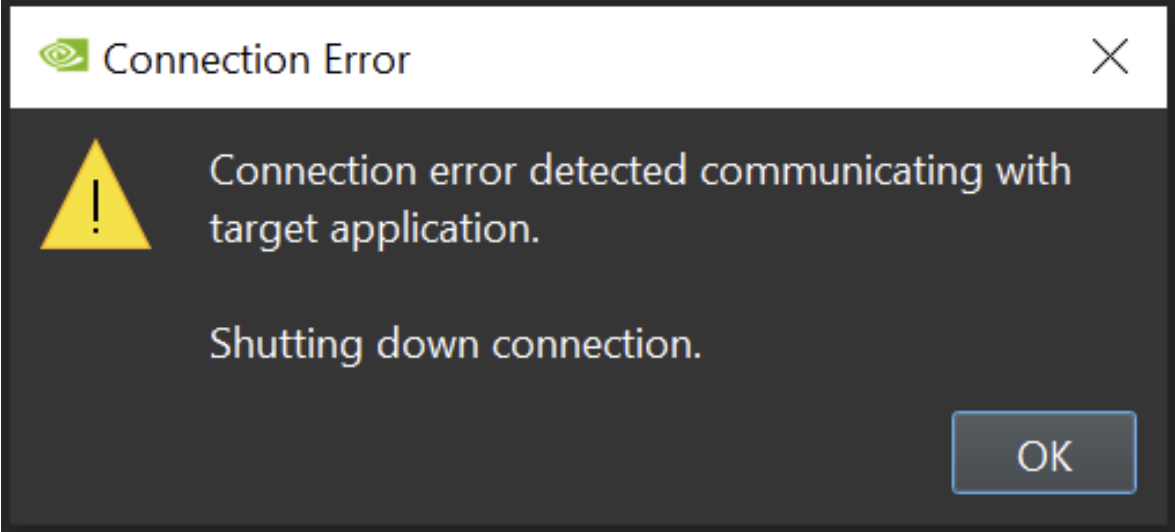 Connection Error
Connection error detected communicating with
target application.
Shutting down connection.
OK